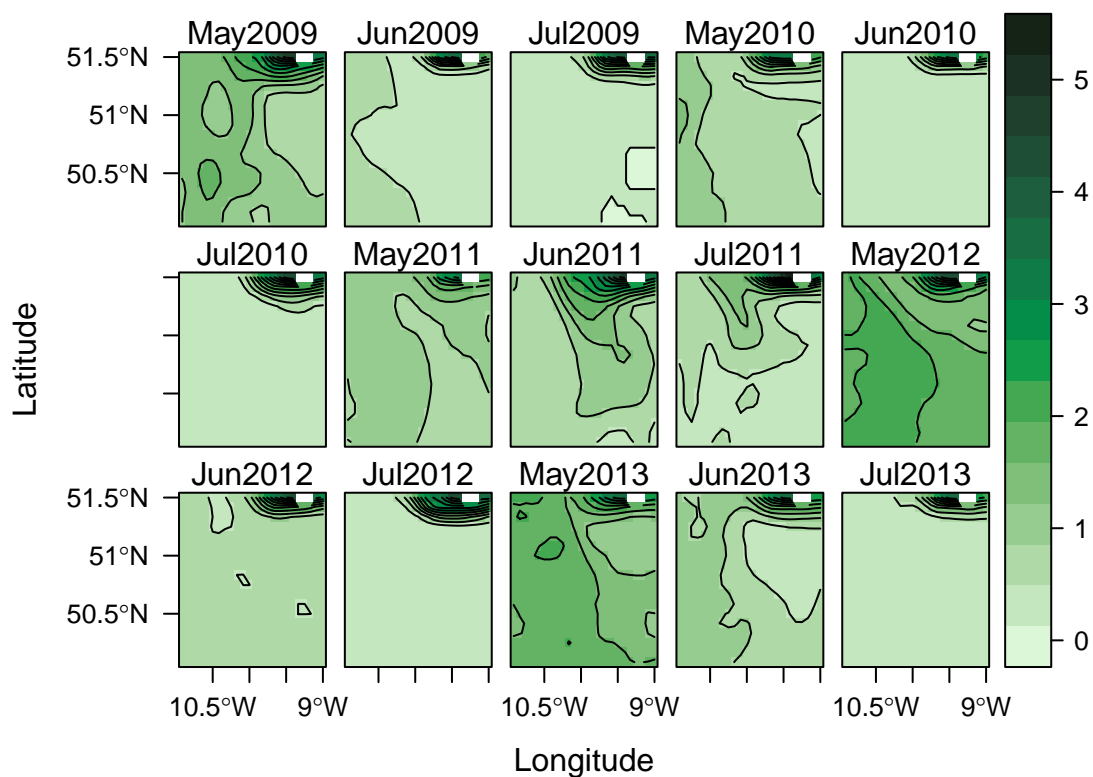 May2009 Jun2009 Jul2009 May2010 Jun2010
51.5°N
51°N
50.5°N
Jul2010 May2011 Jun2011 Jul2011 May2012
Jun2012 Jul2012 May2013 Jun2013 Jul2013
51.5°N
51°N
50.5°N
10.5°W 9°W 10.5°W 9°W 10.5°W 9°W
Latitude
Longitude
5
4
3
2
1
0